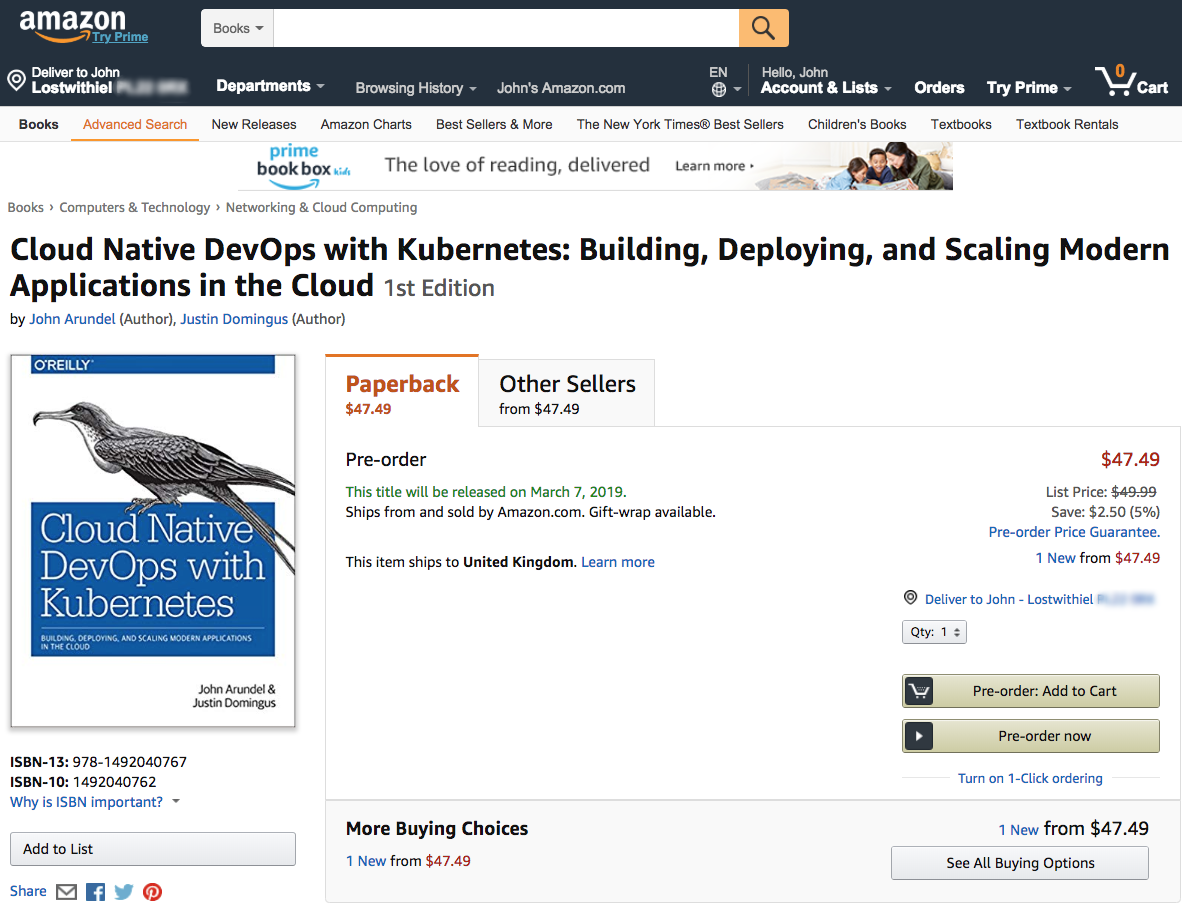 amazon
Try Prime
Books
Deliver to John
Lostwithiel
Departments
Browsing History
John's Amazon.com
EN
Hello, John
Account & Lists
Orders
Try Prime
0
Cart
Books
Advanced Search
New Releases
Amazon Charts
Best Sellers & More
The New York Times® Best Sellers
Children's Books
Textbooks
Textbook Rentals
prime
book box kids
The love of reading, delivered
Learn more
Books › Computers & Technology › Networking & Cloud Computing
Cloud Native DevOps with Kubernetes: Building, Deploying, and Scaling Modern
Applications in the Cloud 1st Edition
by John Arundel (Author), Justin Domingus (Author)
O'REILLY®
Cloud Native
DevOps with
Kubernetes
BUILDING, DEPLOYING, AND SCALING MODERN APPLICATIONS
IN THE CLOUD
John Arundel &
Justin Domingus
ISBN-13: 978-1492040767
ISBN-10: 1492040762
Why is ISBN important?
Add to List
Share
Paperback
$47.49
Other Sellers
from $47.49
Pre-order
This title will be released on March 7, 2019.
Ships from and sold by Amazon.com. Gift-wrap available.
This item ships to United Kingdom. Learn more
$47.49
List Price: $49.99
Save: $2.50 (5%)
Pre-order Price Guarantee.
1 New from $47.49
Deliver to John - Lostwithiel
Qty: 1
Pre-order: Add to Cart
Pre-order now
Turn on 1-Click ordering
More Buying Choices
1 New from $47.49
1 New from $47.49
See All Buying Options